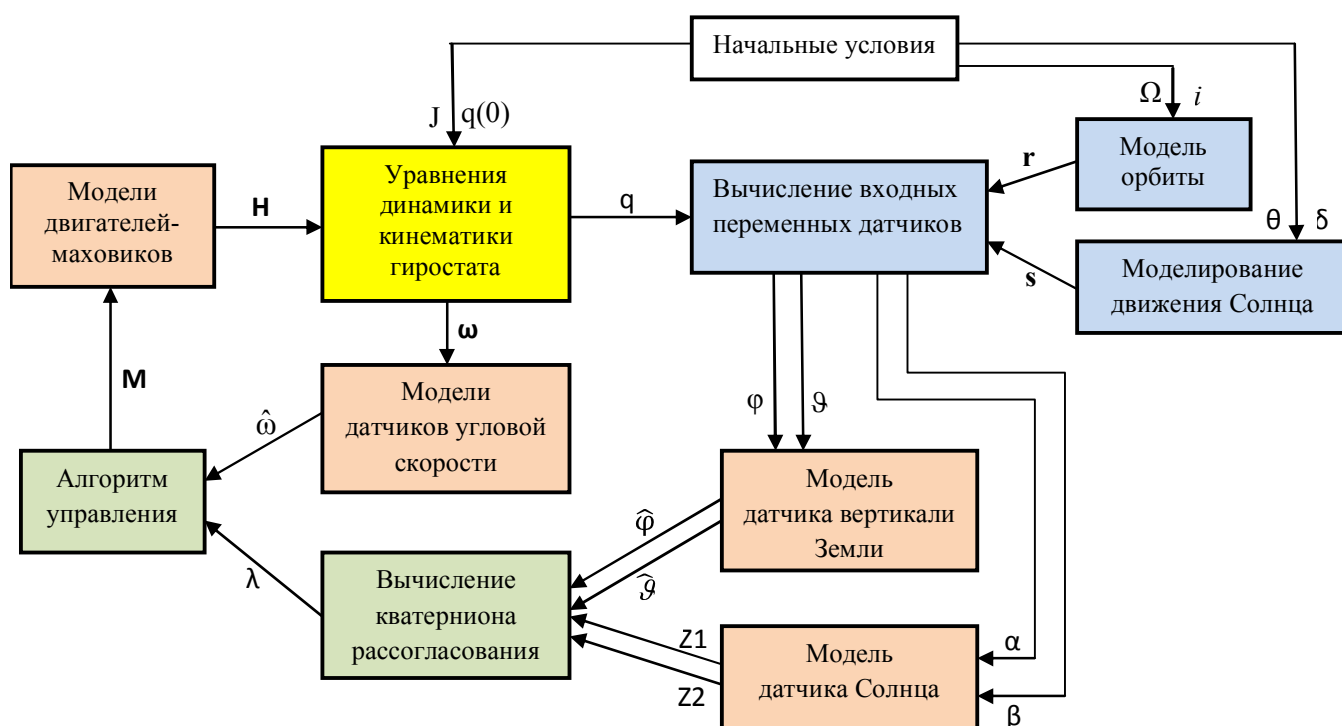 Начальные условия
J q(0)
Ω i
Модели
двигателей-
маховиков
H
Уравнения
динамики и
кинематики
гиростата
q
Вычисление входных
переменных датчиков
r
Модель
орбиты
θ δ
s
Моделирование
движения Солнца
ω
M
Модели
датчиков угловой
скорости
ω̂
φ ϑ
Алгоритм
управления
Модель
датчика вертикали
Земли
φ̂
ϑ̂
λ
Вычисление
кватерниона
рассогласования
Z1
Z2
Модель
датчика Солнца
α
β